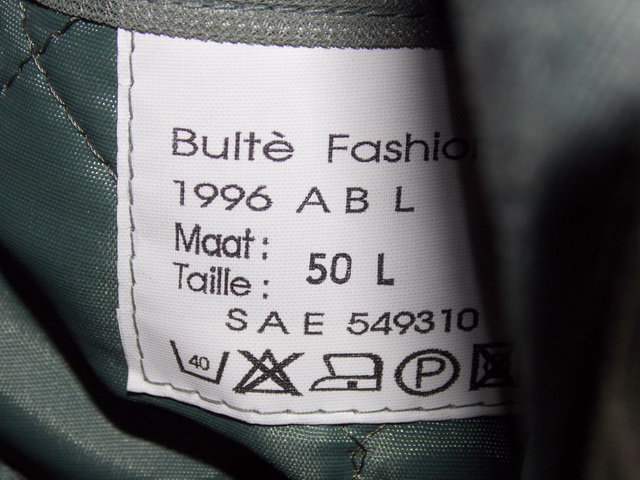 Bultè Fashio
1996 A B L
Maat:
Taille: 50 L
S A E 549310
40
P